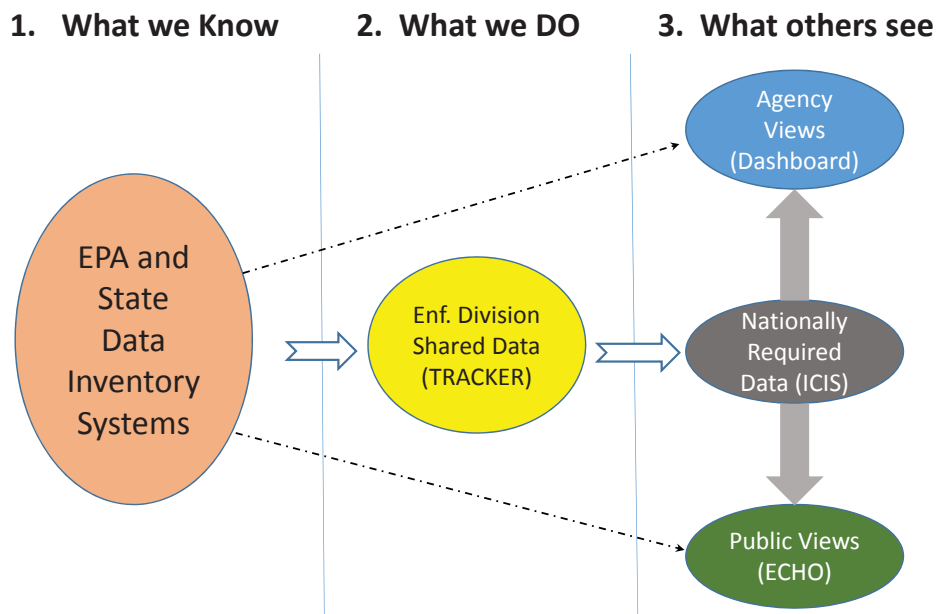 1. What we Know
2. What we DO
3. What others see
EPA and
State
Data
Inventory
Systems
Enf. Division
Shared Data
(TRACKER)
Agency
Views
(Dashboard)
Nationally
Required
Data (ICIS)
Public Views
(ECHO)